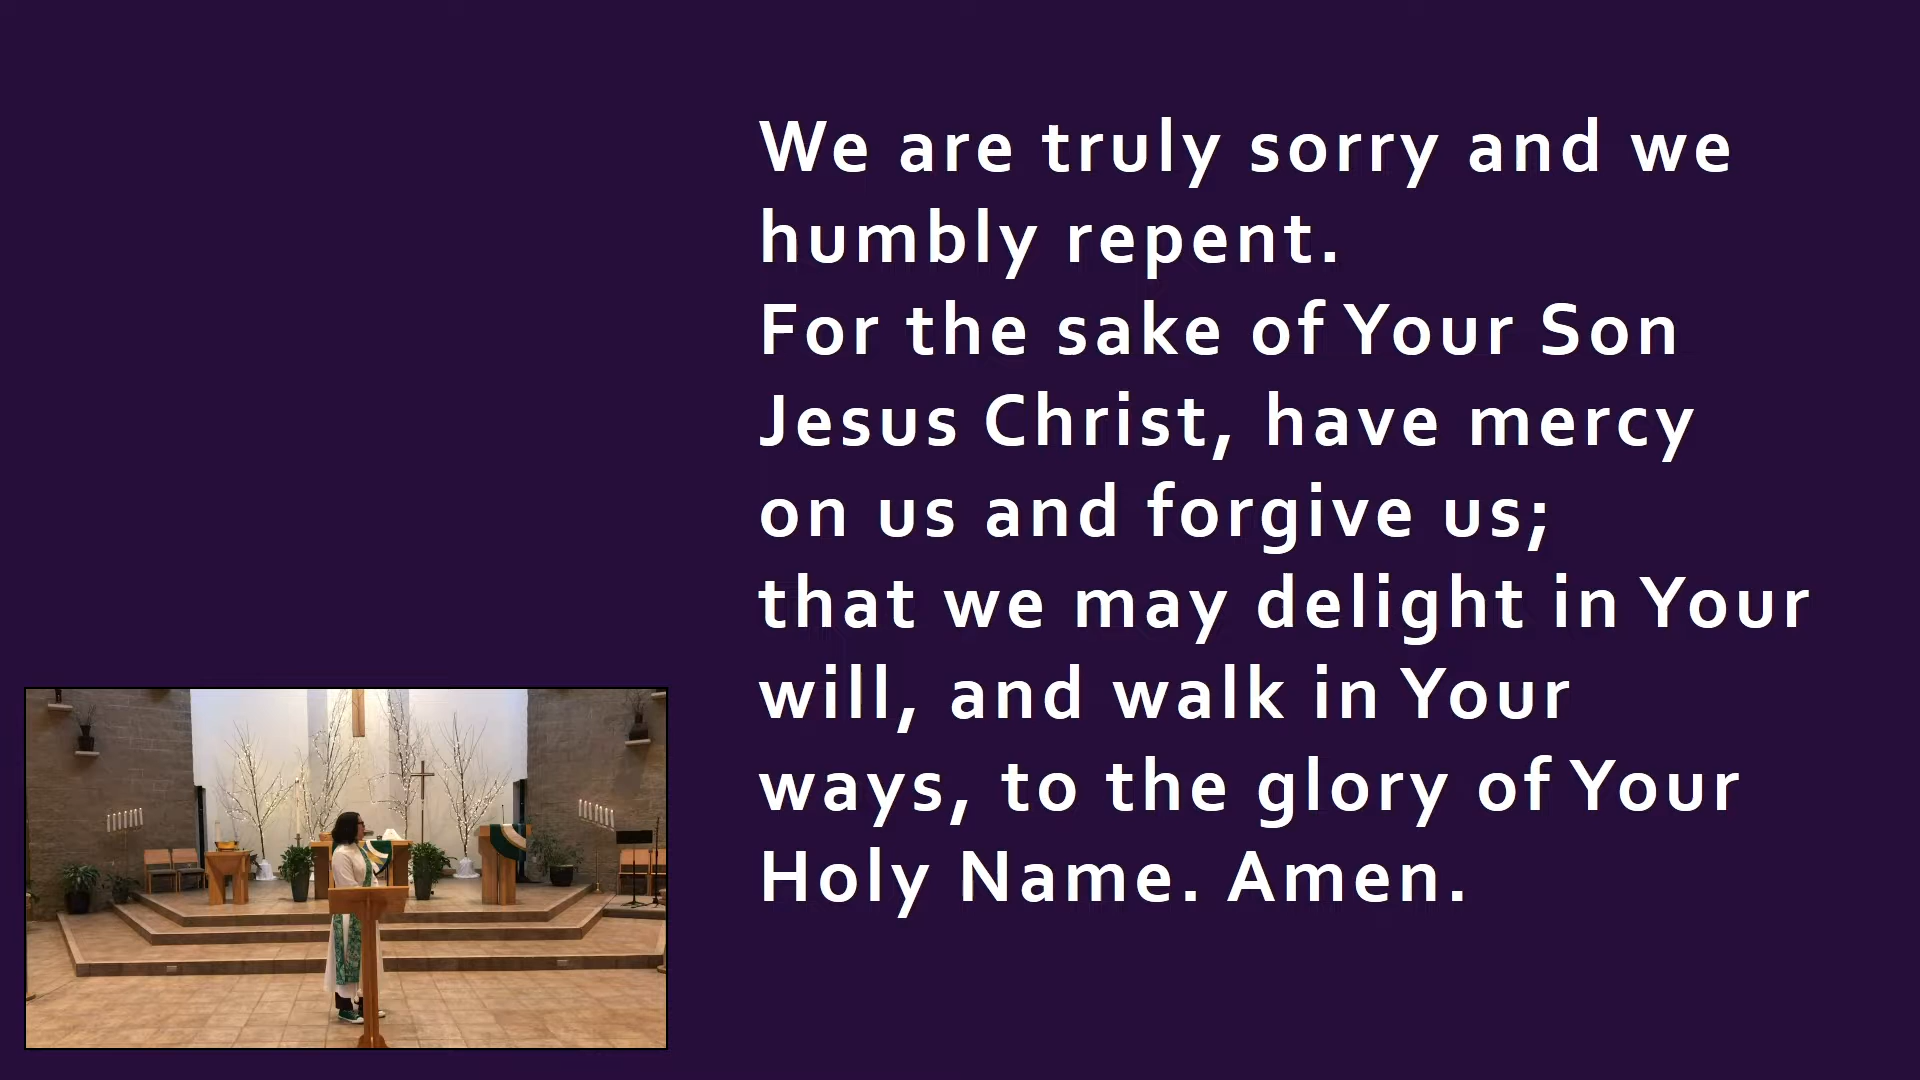 We are truly sorry and we
humbly repent.
For the sake of Your Son
Jesus Christ, have mercy
on us and forgive us;
that we may delight in Your
will, and walk in Your
ways, to the glory of Your
Holy Name. Amen.